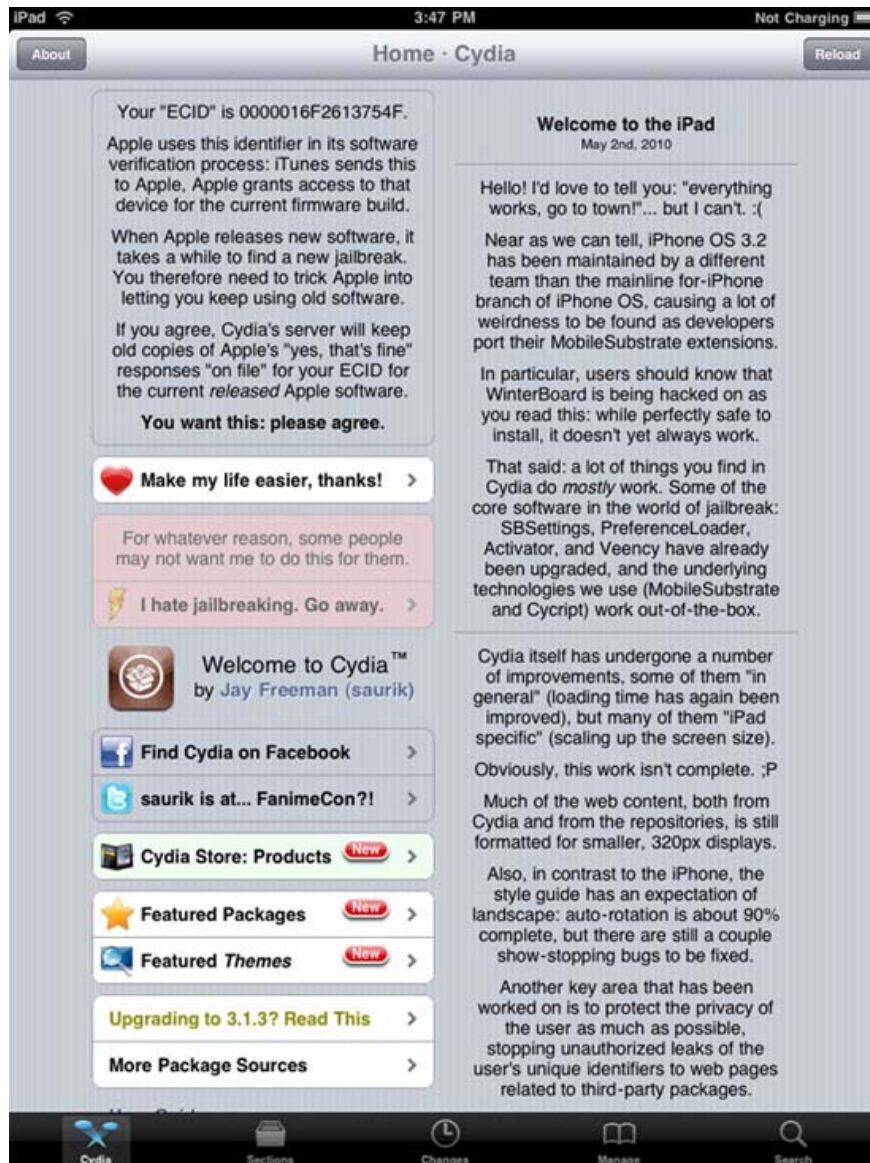 iPad
3:47 PM
Not Charging
About
Home · Cydia
Reload
Your "ECID" is 0000016F2613754F.
Apple uses this identifier in its software
verification process: iTunes sends this
to Apple, Apple grants access to that
device for the current firmware build.
When Apple releases new software, it
takes a while to find a new jailbreak.
You therefore need to trick Apple into
letting you keep using old software.
If you agree, Cydia's server will keep
old copies of Apple's "yes, that's fine"
responses "on file" for your ECID for
the current released Apple software.
You want this: please agree.
Make my life easier, thanks!
For whatever reason, some people
may not want me to do this for them.
I hate jailbreaking. Go away.
Welcome to Cydia™
by Jay Freeman (saurik)
Find Cydia on Facebook
saurik is at... FanimeCon?!
Cydia Store: Products New
Featured Packages New
Featured Themes New
Upgrading to 3.1.3? Read This
More Package Sources
Welcome to the iPad
May 2nd, 2010
Hello! I'd love to tell you: "everything
works, go to town!"... but I can't. :(
Near as we can tell, iPhone OS 3.2
has been maintained by a different
team than the mainline for-iPhone
branch of iPhone OS, causing a lot of
weirdness to be found as developers
port their MobileSubstrate extensions.
In particular, users should know that
WinterBoard is being hacked on as
you read this: while perfectly safe to
install, it doesn't yet always work.
That said: a lot of things you find in
Cydia do mostly work. Some of the
core software in the world of jailbreak:
SBSettings, PreferenceLoader,
Activator, and Veency have already
been upgraded, and the underlying
technologies we use (MobileSubstrate
and Cycript) work out-of-the-box.
Cydia itself has undergone a number
of improvements, some of them "in
general" (loading time has again been
improved), but many of them "iPad
specific" (scaling up the screen size).
Obviously, this work isn't complete. ;P
Much of the web content, both from
Cydia and from the repositories, is still
formatted for smaller, 320px displays.
Also, in contrast to the iPhone, the
style guide has an expectation of
landscape: auto-rotation is about 90%
complete, but there are still a couple
show-stopping bugs to be fixed.
Another key area that has been
worked on is to protect the privacy of
the user as much as possible,
stopping unauthorized leaks of the
user's unique identifiers to web pages
related to third-party packages.
Cydia
Sections
Changes
Manage
Search